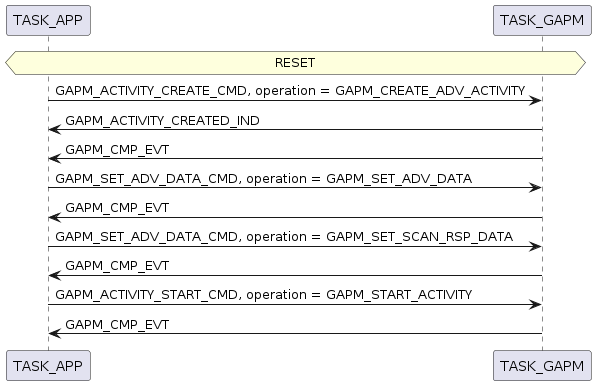 TASK_APP TASK_GAPM
RESET
GAPM_ACTIVITY_CREATE_CMD, operation = GAPM_CREATE_ADV_ACTIVITY
GAPM_ACTIVITY_CREATED_IND
GAPM_CMP_EVT
GAPM_SET_ADV_DATA_CMD, operation = GAPM_SET_ADV_DATA
GAPM_CMP_EVT
GAPM_SET_ADV_DATA_CMD, operation = GAPM_SET_SCAN_RSP_DATA
GAPM_CMP_EVT
GAPM_ACTIVITY_START_CMD, operation = GAPM_START_ACTIVITY
GAPM_CMP_EVT
TASK_APP TASK_GAPM